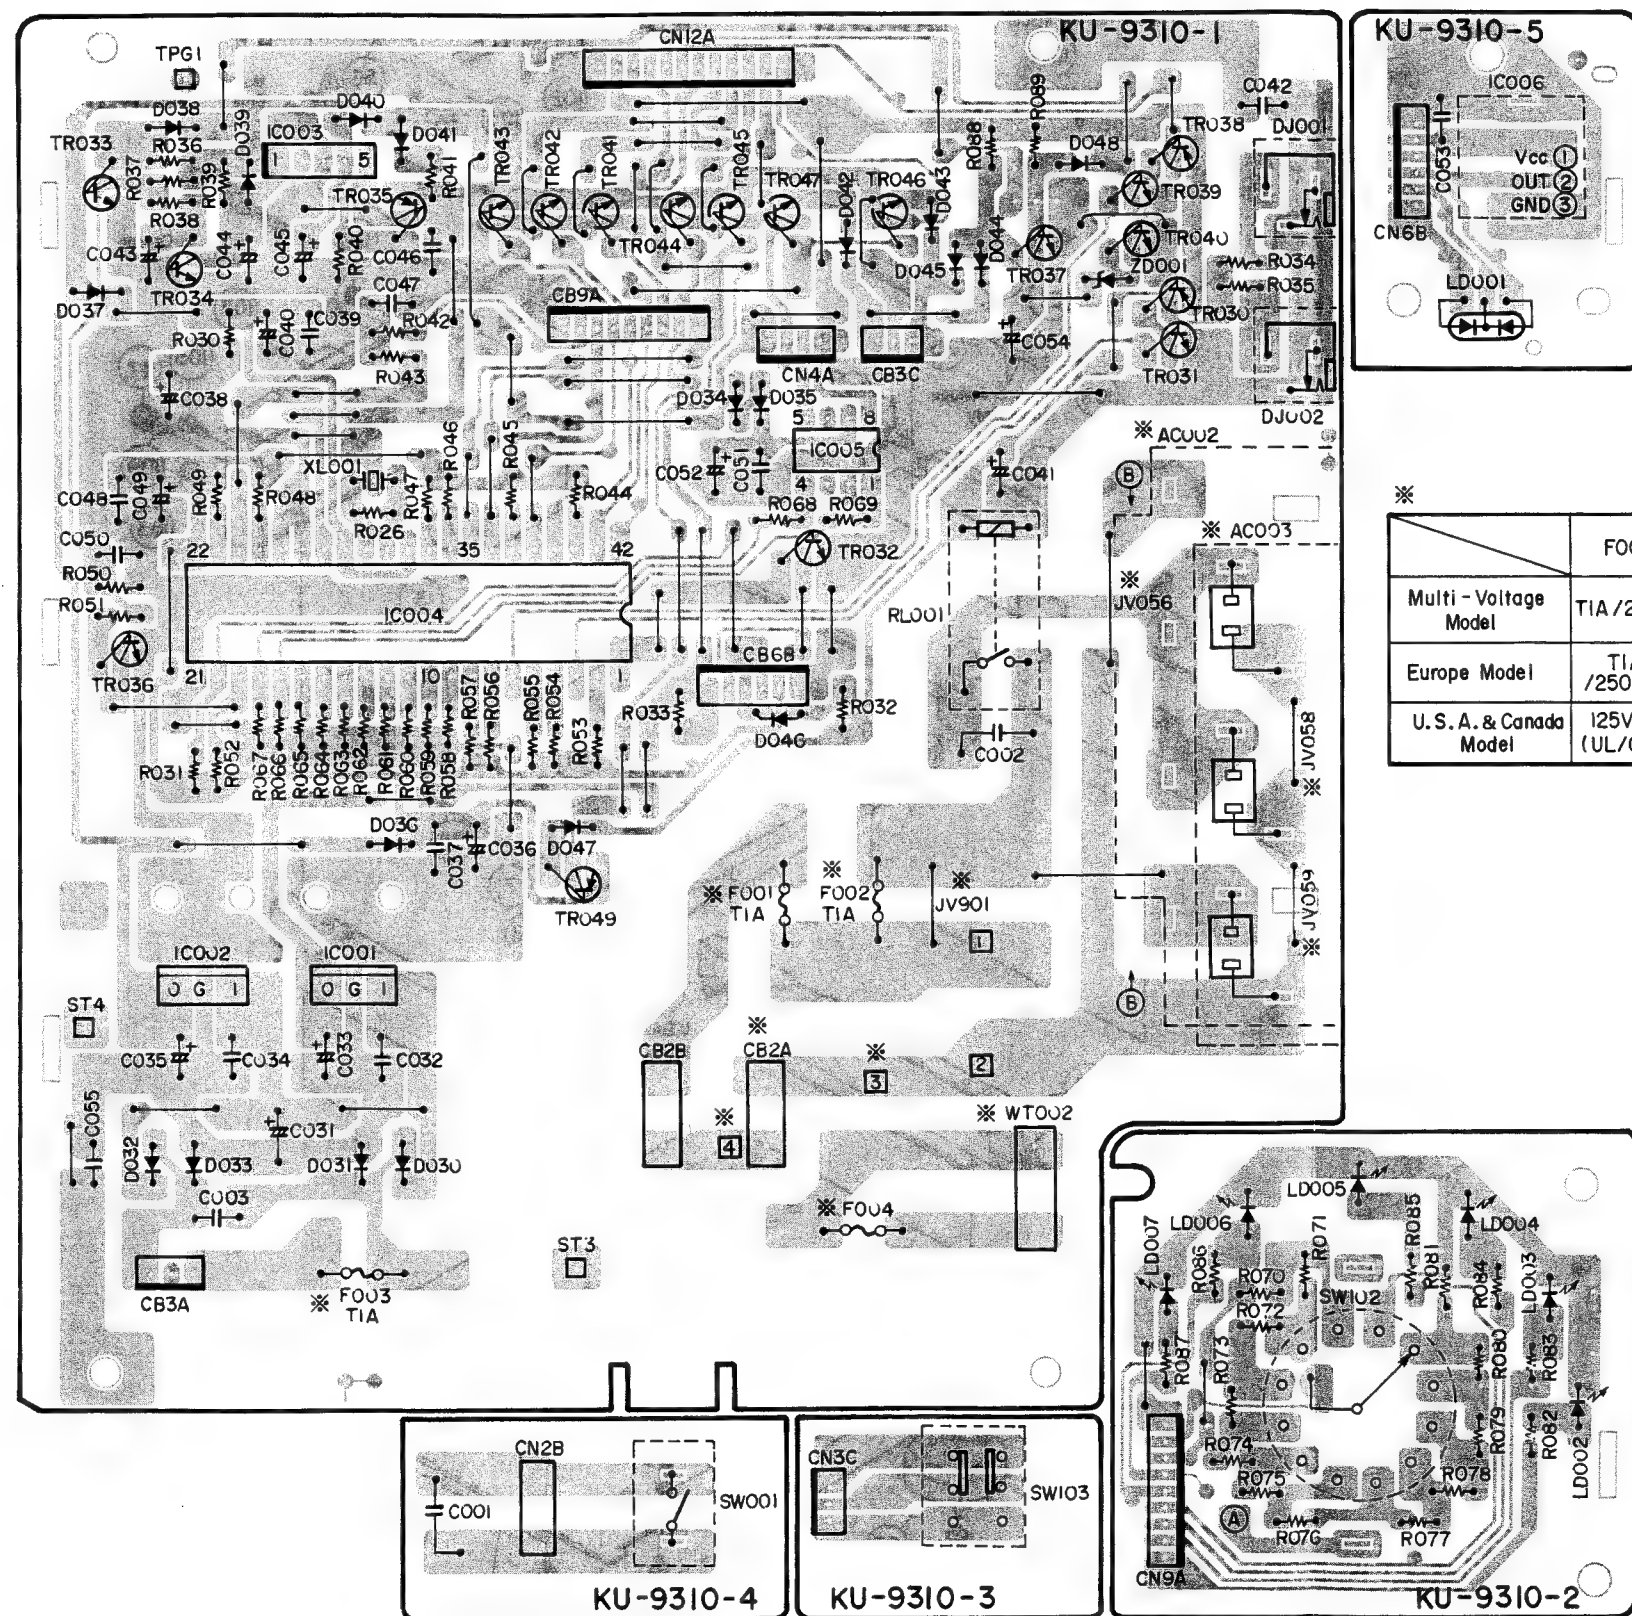 KU-9310-1
KU-9310-5
TPG1
CN12A
D038
D040
D039
IC003
1
5
D041
TR033
R036
R037
R039
R038
R041
TR035
TR043
TR042
TR041
TR045
TR047
D042
TR046
D043
R088
R089
D048
TR038
C042
DJ001
TR039
TR040
ZD001
R034
R035
TR037
D044
D045
TR044
C043
C044
C045
R040
C046
TR034
D037
C047
R030
C040
C039
R042
R043
CB9A
CN4A
CB3C
C054
TR030
TR031
DJ002
IC006
C053
Vcc 1
OUT 2
GND 3
CN6B
LD001
C038
D034
D035
5
8
IC005
4
1
C052
C051
R068
R069
C041
※ AC002
B
※ AC003
XL001
R046
R045
R047
R044
R026
C048
C049
R049
R048
C050
R050
R051
22
35
42
IC004
21
10
1
TR036
TR032
RL001
※
JV056
CB6B
R033
R032
D046
C002
R031
R052
R067
R066
R065
R064
R063
R062
R061
R060
R059
R058
R057
R056
R055
R054
R053
※ JV058
D036
C037
C036
D047
TR049
※ F001
T1A
※
F002
T1A
※
JV901
1
※ JV059
B
IC002
O G I
IC001
O G I
ST4
C035
C034
C033
C032
CB2B
※
CB2A
※
3
2
※
4
※ WT002
C055
D032
D033
C031
D031
D030
C003
※ F004
CB3A
※ F003
T1A
ST3
※
Multi-Voltage
Model
Europe Model
U.S.A. & Canada
Model
LD007
LD006
LD005
R071
R085
R081
LD004
R084
LD003
R086
R070
R072
SW102
R087
R073
R080
R083
R074
R075
R079
R078
R082
LD002
A
R076
R077
CN9A
KU-9310-2
CN2B
C001
SW001
KU-9310-4
CN3C
SW103
KU-9310-3